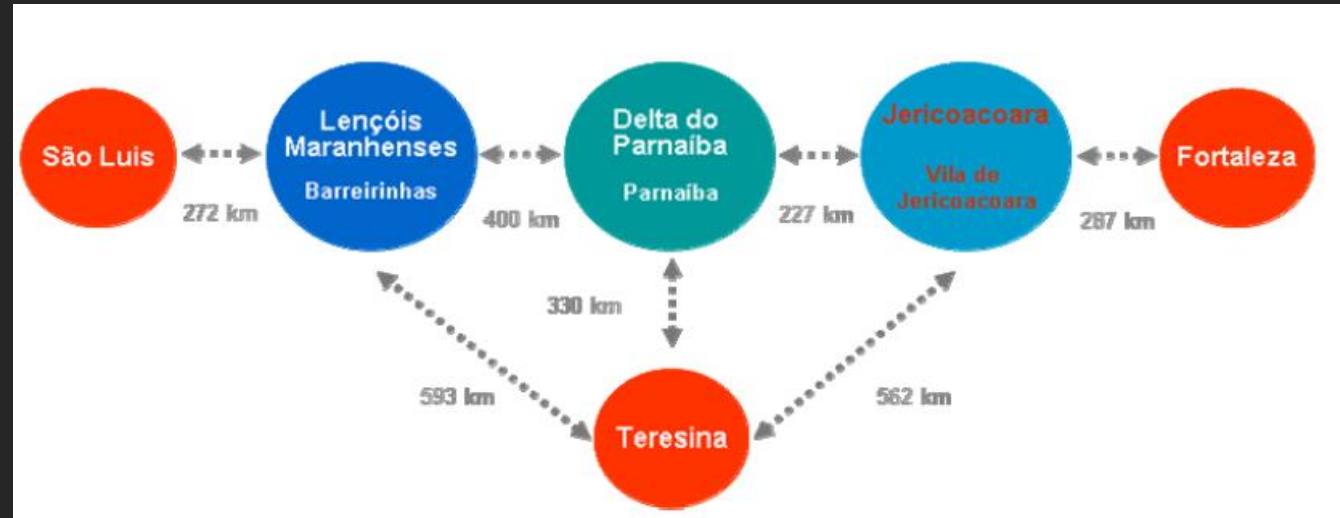 São Luis
272 km
Lençóis
Maranhenses
Barreirinhas
400 km
Delta do
Parnaíba
Parnaíba
227 km
Jericoacoara
Vila de
Jericoacoara
287 km
Fortaleza
330 km
593 km
562 km
Teresina